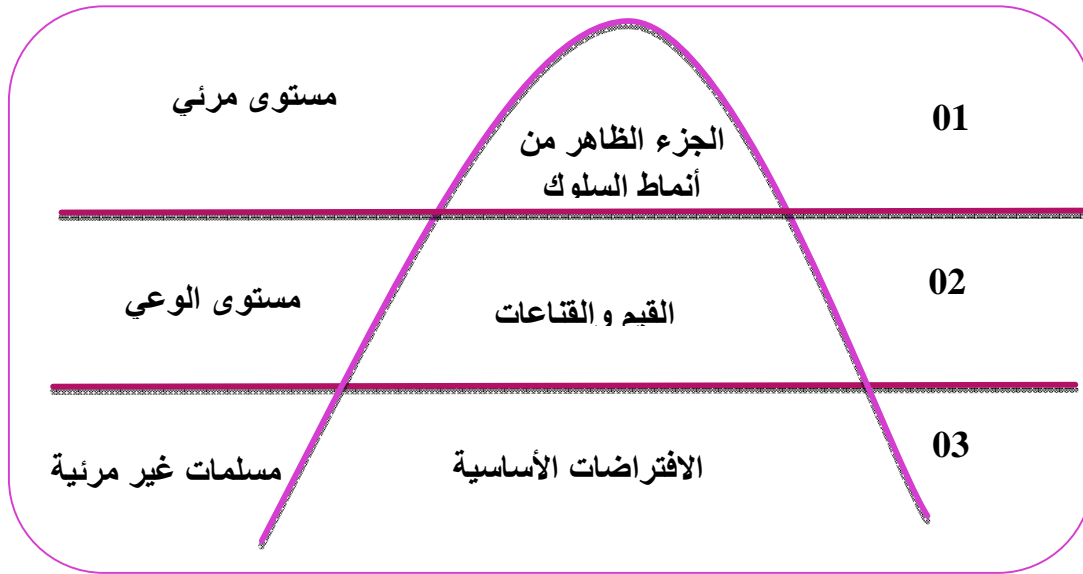 01
مستوى مرئي
الجزء الظاهر من
أنماط السلوك
02
مستوى الوعي
القيم والقناعات
03
الافتراضات الأساسية
مسلمات غير مرئية